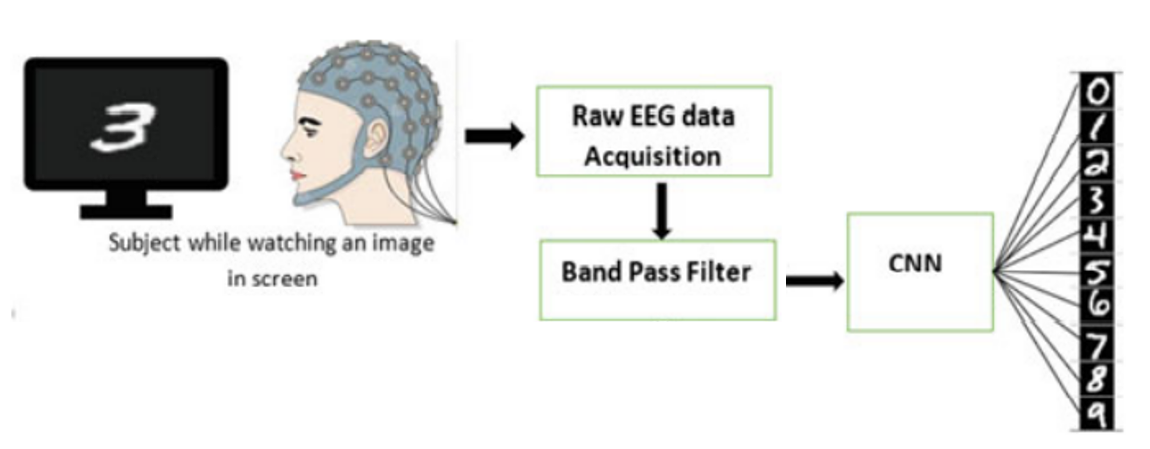 3
Subject while watching an image
in screen
Raw EEG data
Acquisition
Band Pass Filter
CNN
0
1
2
3
4
5
6
7
8
9